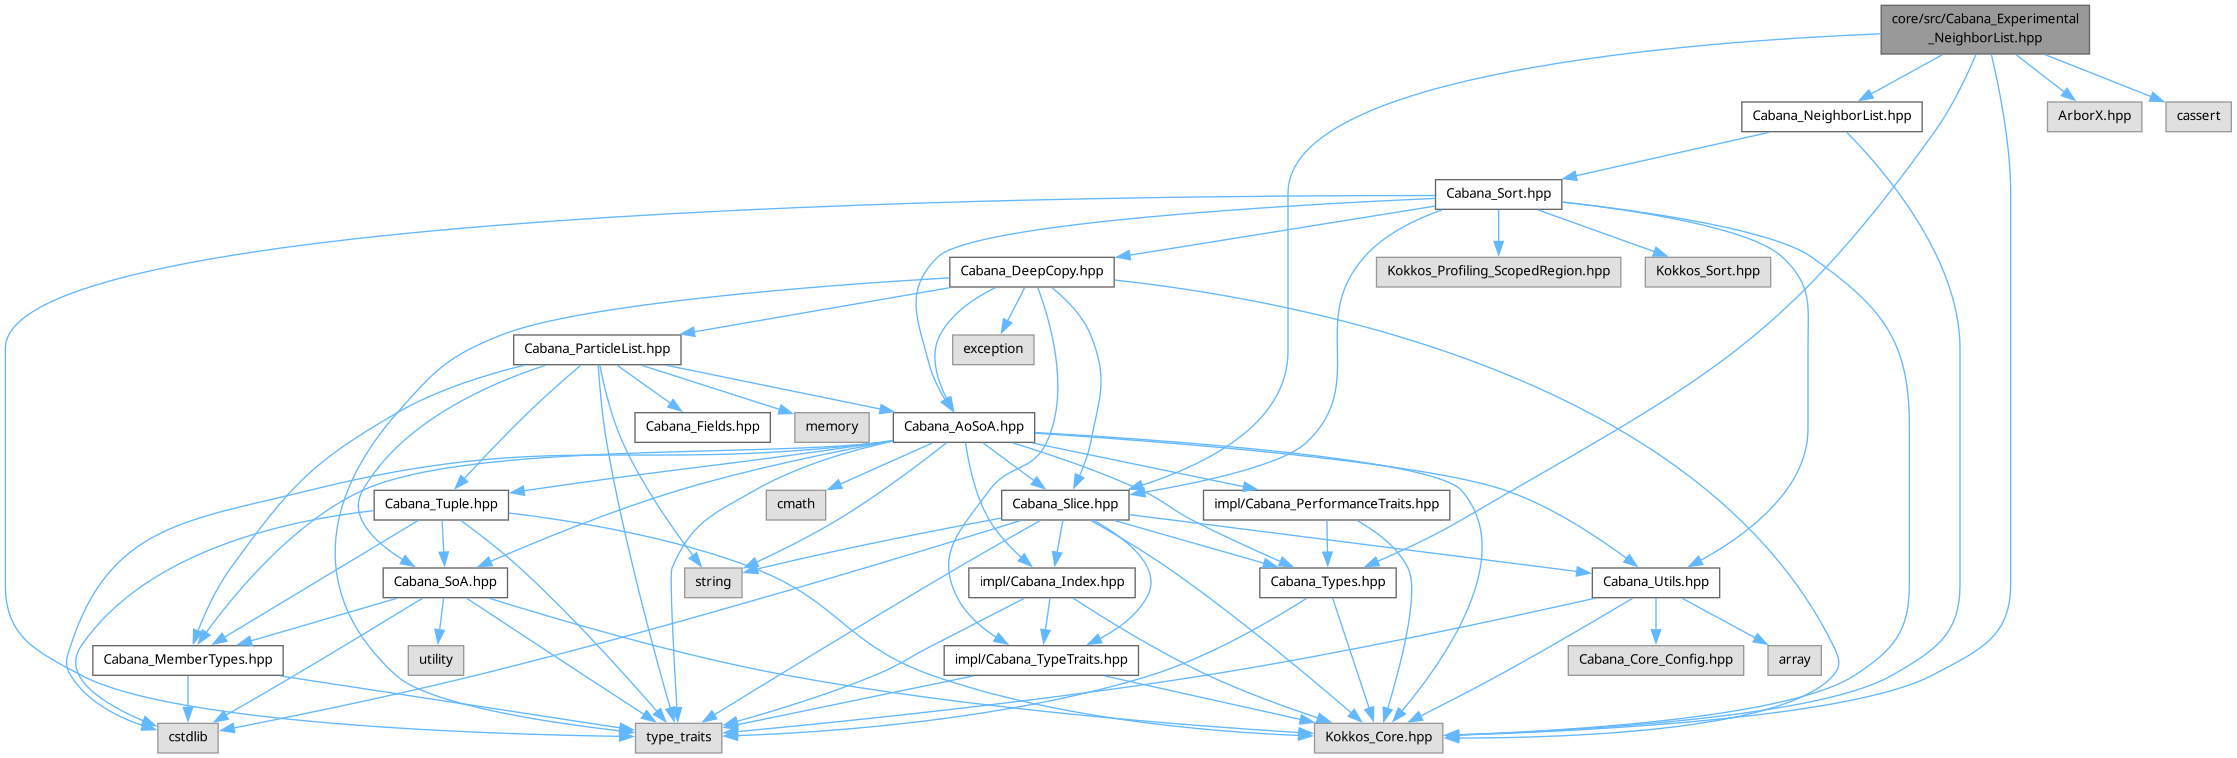 core/src/Cabana_Experimental
_NeighborList.hpp
Cabana_NeighborList.hpp
ArborX.hpp
cassert
Cabana_Sort.hpp
Cabana_DeepCopy.hpp
Kokkos_Profiling_ScopedRegion.hpp
Kokkos_Sort.hpp
Cabana_ParticleList.hpp
exception
Cabana_Fields.hpp
memory
Cabana_AoSoA.hpp
Cabana_Tuple.hpp
cmath
Cabana_Slice.hpp
impl/Cabana_PerformanceTraits.hpp
Cabana_SoA.hpp
string
impl/Cabana_Index.hpp
Cabana_Types.hpp
Cabana_Utils.hpp
Cabana_MemberTypes.hpp
utility
impl/Cabana_TypeTraits.hpp
Cabana_Core_Config.hpp
array
cstdlib
type_traits
Kokkos_Core.hpp